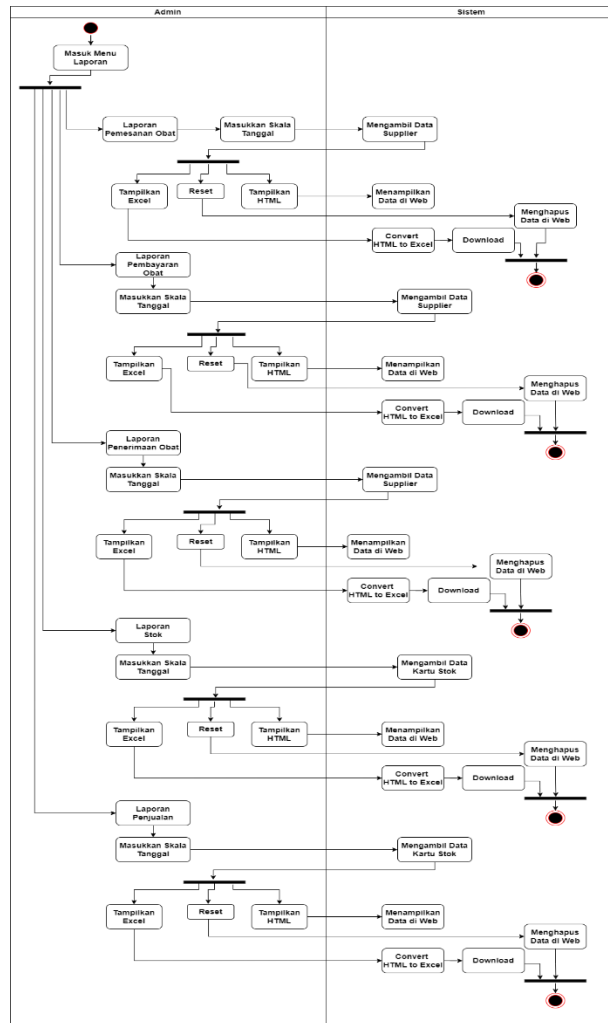 Admin
Sistem
Masuk Menu
Laporan
Laporan
Pemesanan Obat
Masukkan Skala
Tanggal
Mengambil Data
Supplier
Tampilkan
Excel
Reset
Tampilkan
HTML
Menampilkan
Data di Web
Menghapus
Data di Web
Convert
HTML to Excel
Download
Laporan
Pembayaran
Obat
Masukkan Skala
Tanggal
Mengambil Data
Supplier
Tampilkan
Excel
Reset
Tampilkan
HTML
Menampilkan
Data di Web
Menghapus
Data di Web
Convert
HTML to Excel
Download
Laporan
Penerimaan Obat
Masukkan Skala
Tanggal
Mengambil Data
Supplier
Tampilkan
Excel
Reset
Tampilkan
HTML
Menampilkan
Data di Web
Menghapus
Data di Web
Convert
HTML to Excel
Download
Laporan
Stok
Masukkan Skala
Tanggal
Mengambil Data
Kartu Stok
Tampilkan
Excel
Reset
Tampilkan
HTML
Menampilkan
Data di Web
Menghapus
Data di Web
Convert
HTML to Excel
Download
Laporan
Penjualan
Masukkan Skala
Tanggal
Mengambil Data
Kartu Stok
Tampilkan
Excel
Reset
Tampilkan
HTML
Menampilkan
Data di Web
Menghapus
Data di Web
Convert
HTML to Excel
Download